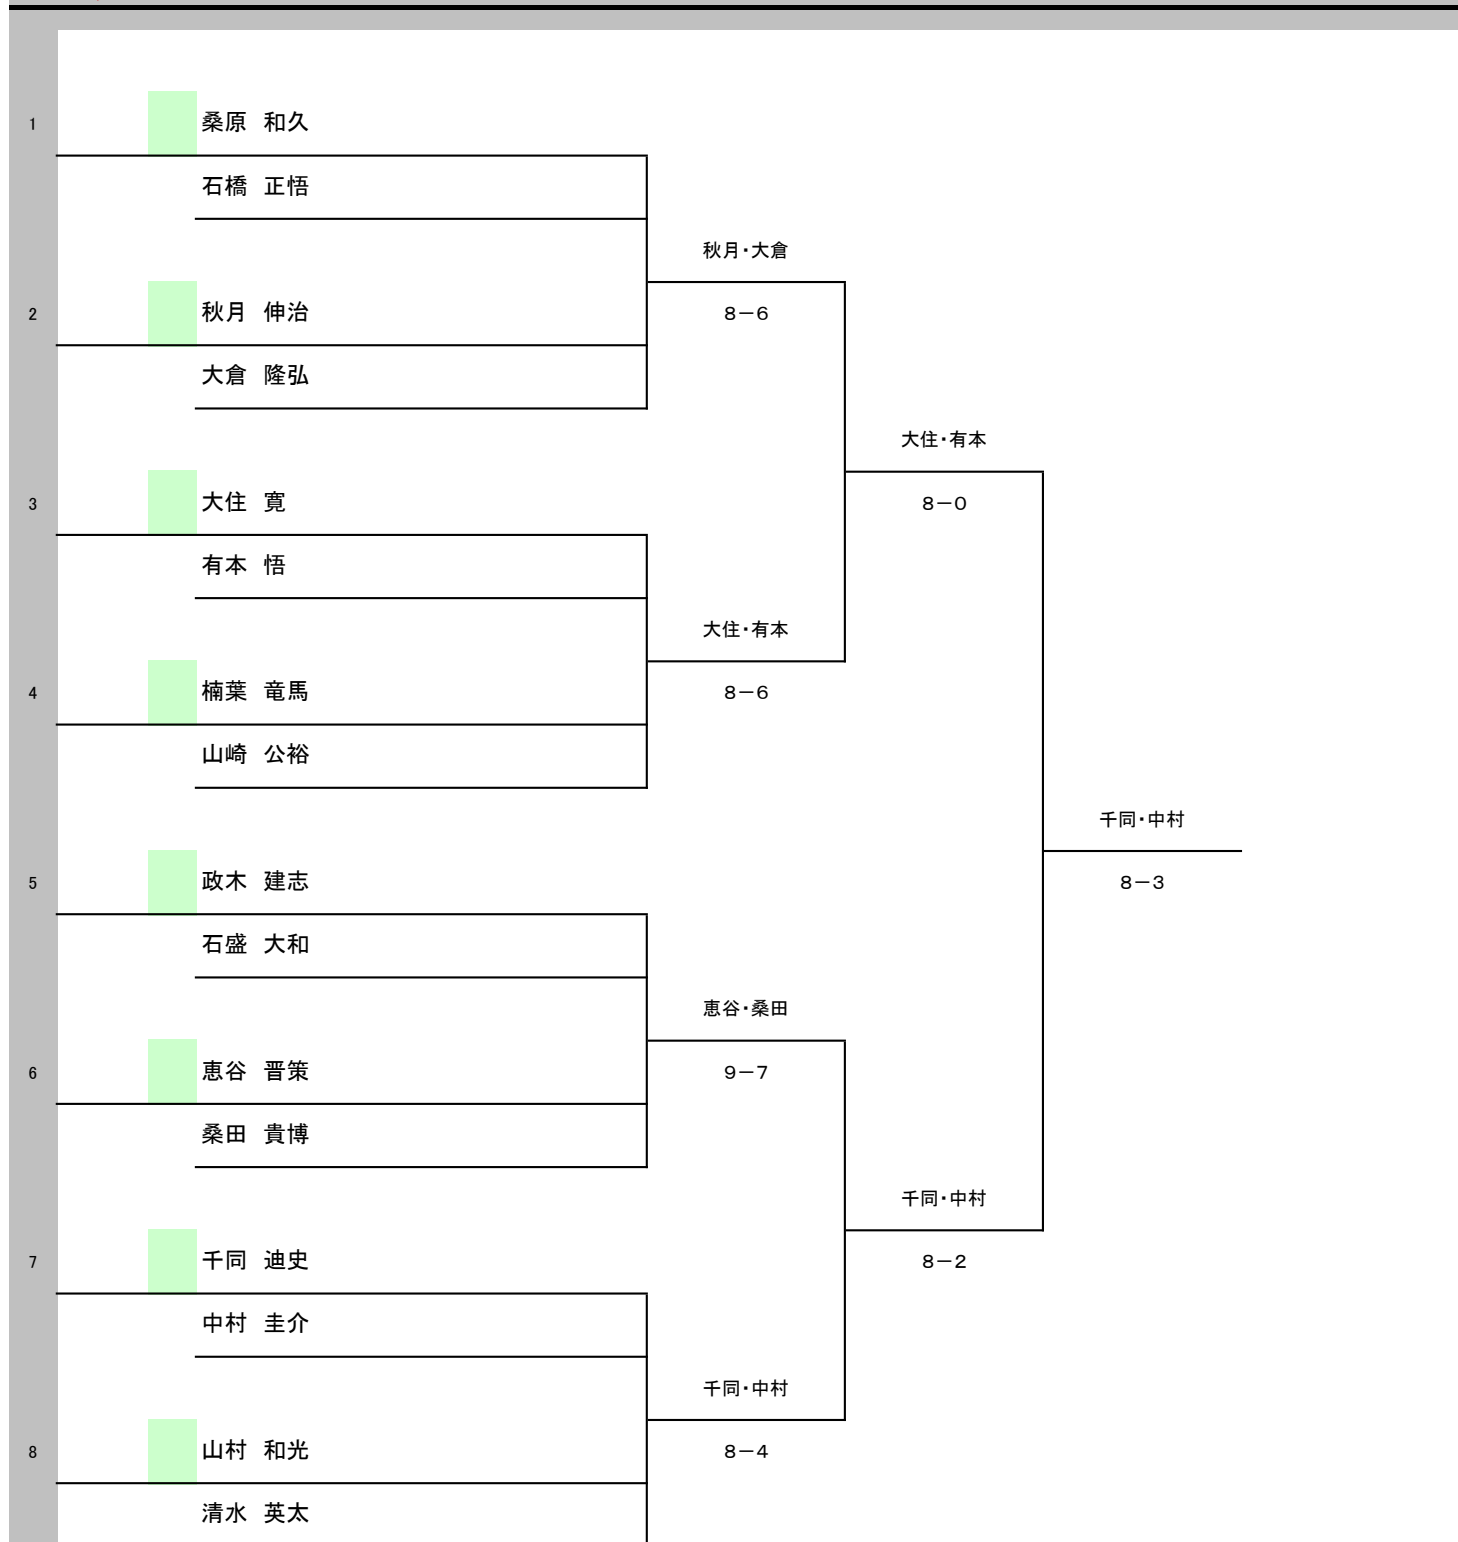 1 桑原 和久
石橋 正悟
秋月・大倉
2 秋月 伸治 8－6
大倉 隆弘
大住・有本
3 大住 寛 8－0
有本 悟
大住・有本
4 楠葉 竜馬 8－6
山崎 公裕
千同・中村
5 政木 建志 8－3
石盛 大和
恵谷・桑田
6 恵谷 晋策 9－7
桑田 貴博
千同・中村
7 千同 迪史 8－2
中村 圭介
千同・中村
8 山村 和光 8－4
清水 英太